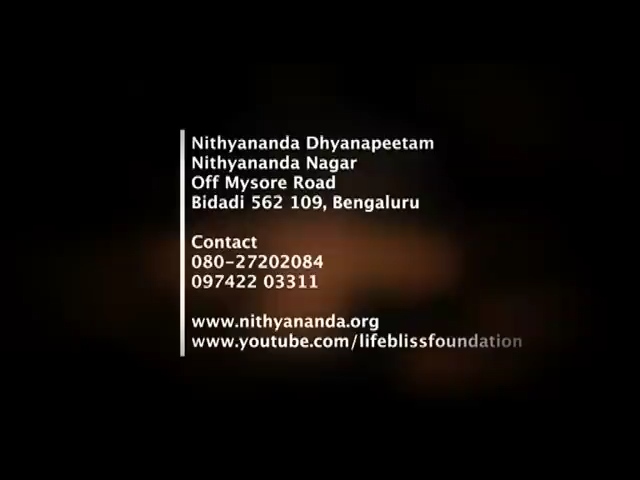 Nithyananda Dhyanapeetam
Nithyananda Nagar
Off Mysore Road
Bidadi 562 109, Bengaluru
Contact
080-27202084
097422 03311
www.nithyananda.org
www.youtube.com/lifeblissfoundation